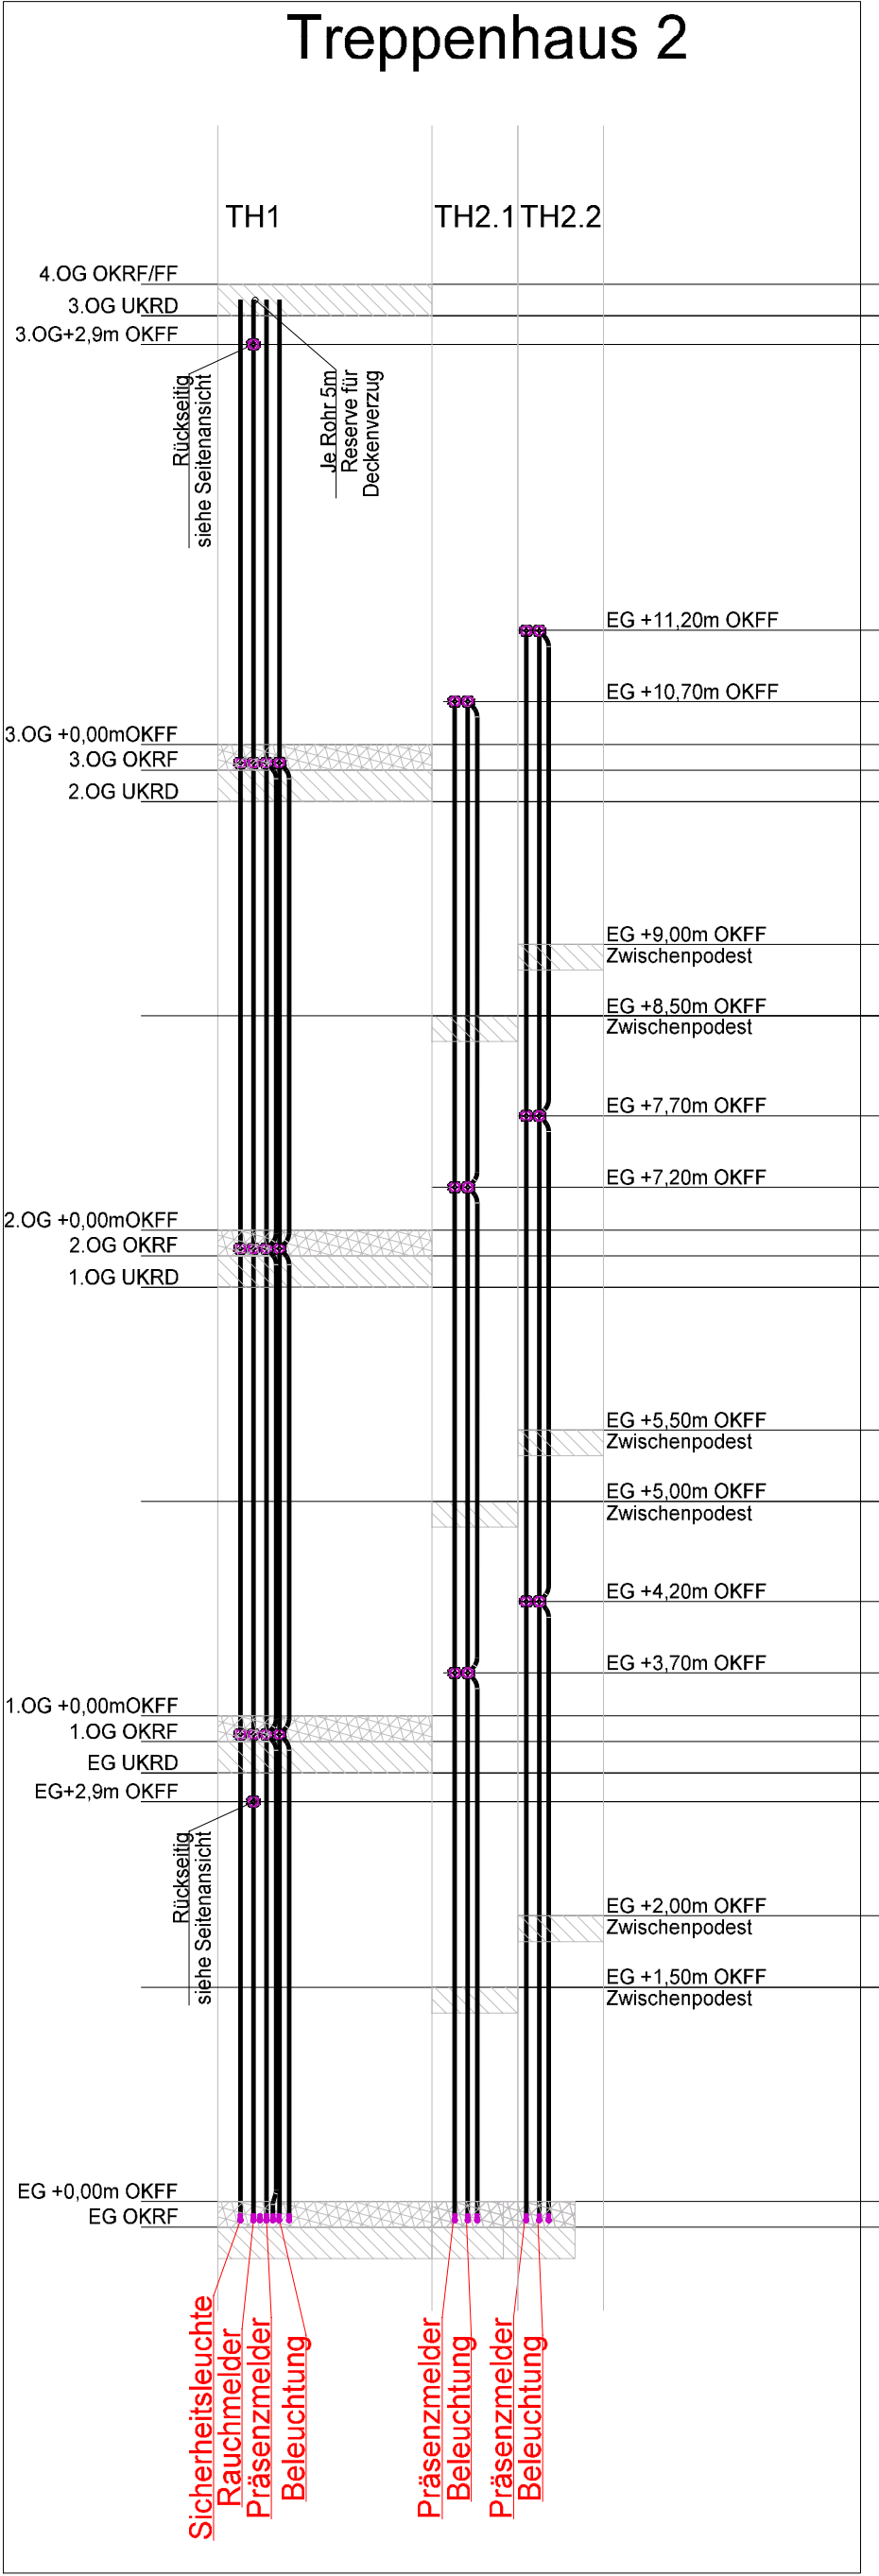 Treppenhaus 2
TH1
TH2.1
TH2.2
4.OG OKRF/FF
3.OG UKRD
3.OG+2,9m OKFF
Rückseitig
siehe Seitenansicht
Je Rohr 5m
Reserve für
Deckenverzug
EG +11,20m OKFF
EG +10,70m OKFF
3.OG +0,00mOKFF
3.OG OKRF
2.OG UKRD
EG +9,00m OKFF
Zwischenpodest
EG +8,50m OKFF
Zwischenpodest
EG +7,70m OKFF
EG +7,20m OKFF
2.OG +0,00mOKFF
2.OG OKRF
1.OG UKRD
EG +5,50m OKFF
Zwischenpodest
EG +5,00m OKFF
Zwischenpodest
EG +4,20m OKFF
EG +3,70m OKFF
1.OG +0,00mOKFF
1.OG OKRF
EG UKRD
EG+2,9m OKFF
Rückseitig
siehe Seitenansicht
EG +2,00m OKFF
Zwischenpodest
EG +1,50m OKFF
Zwischenpodest
EG +0,00m OKFF
EG OKRF
Sicherheitsleuchte
Rauchmelder
Präsenzmelder
Beleuchtung
Präsenzmelder
Beleuchtung
Präsenzmelder
Beleuchtung